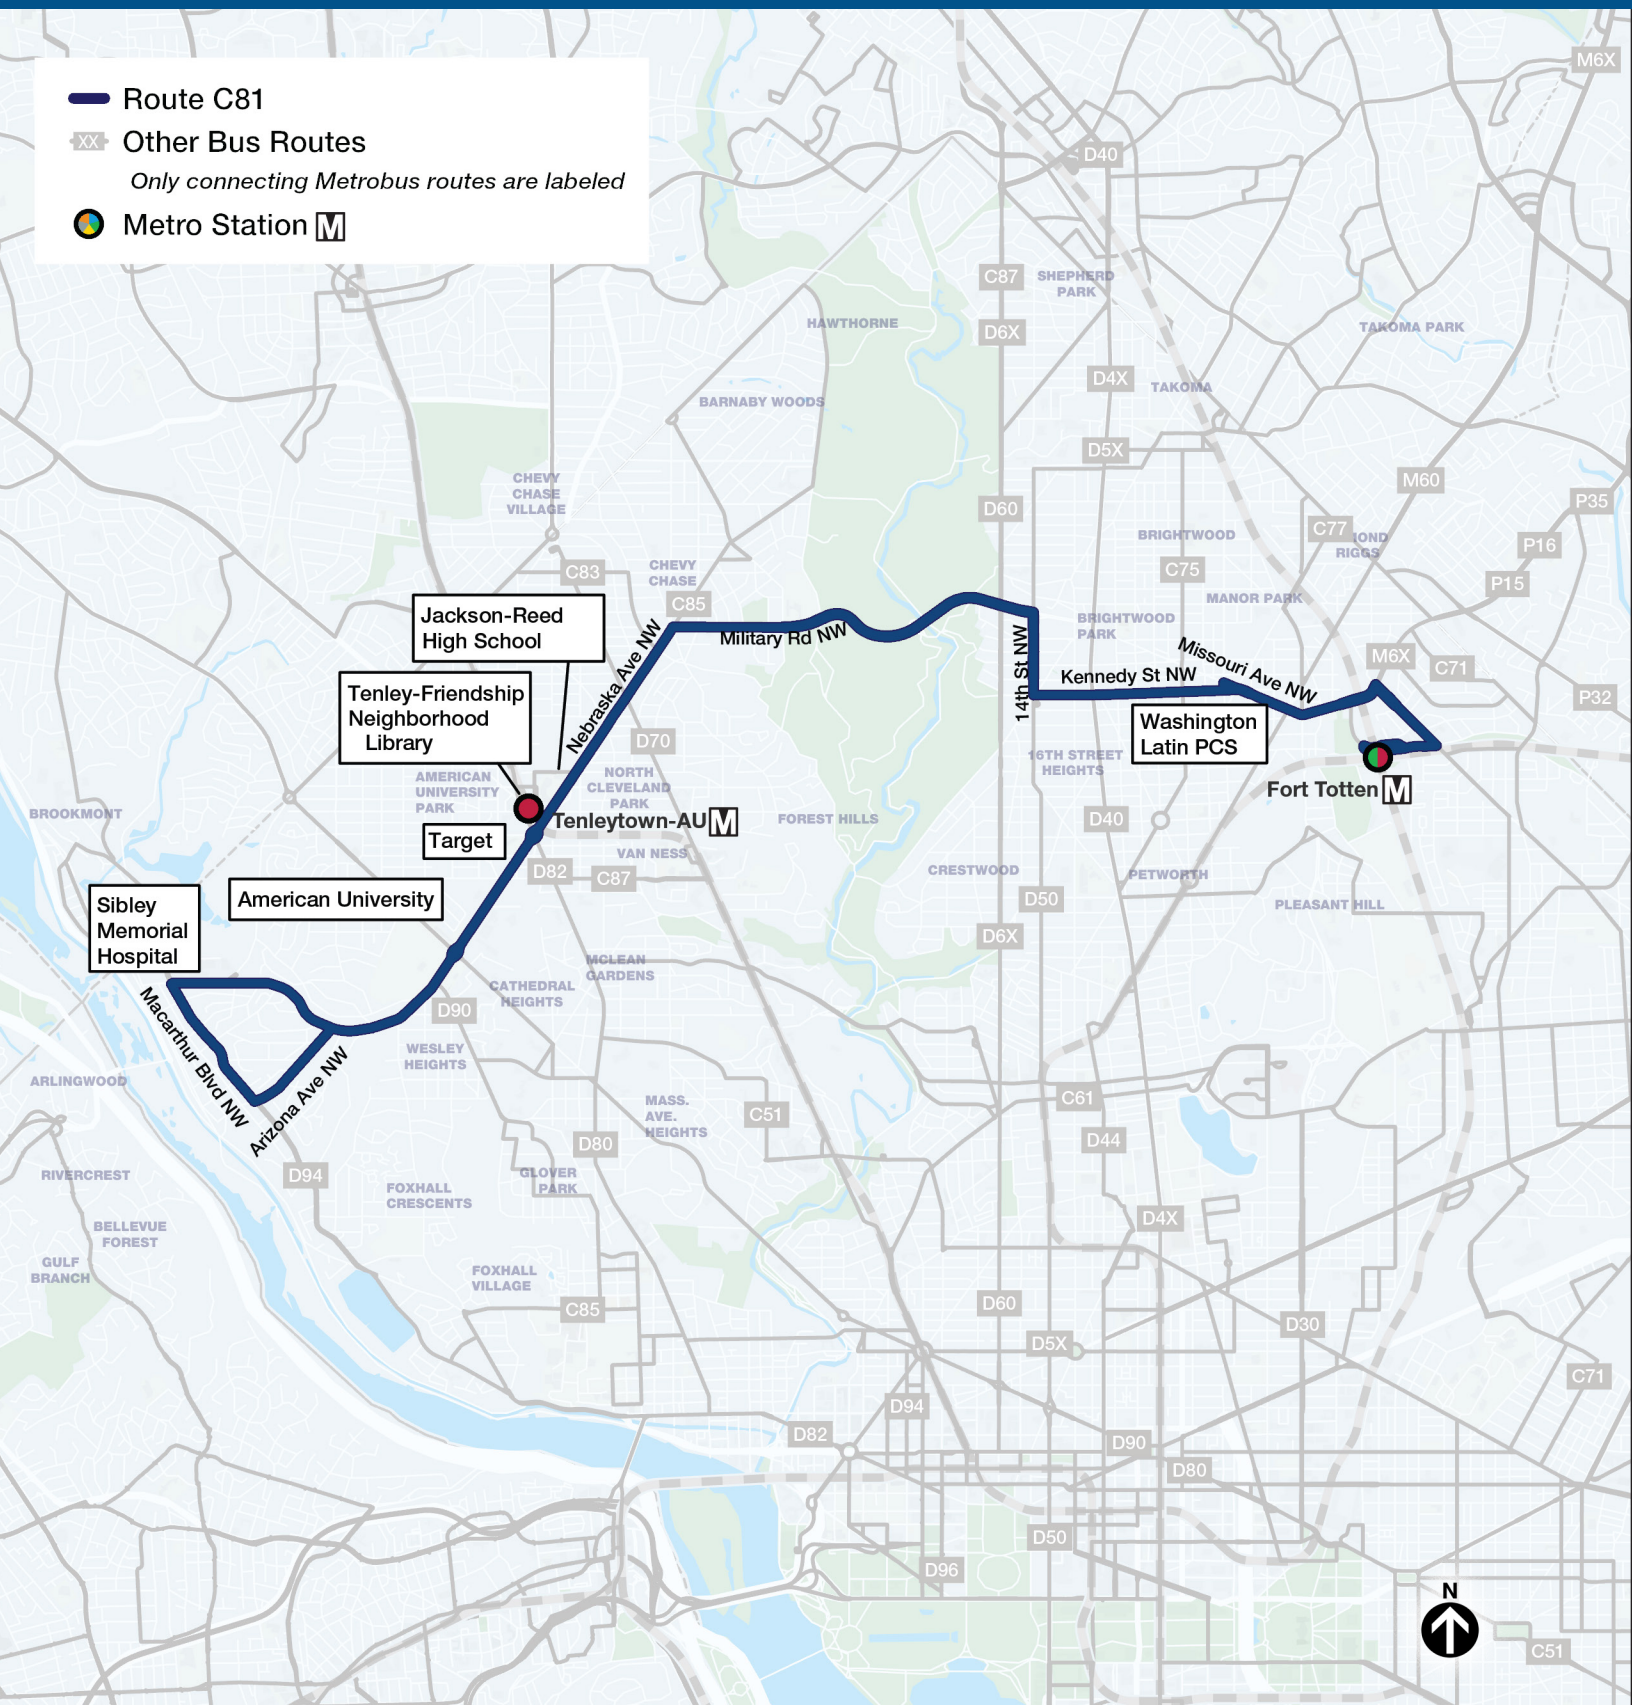 Route C81
XX
Other Bus Routes
Only connecting Metrobus routes are labeled
Metro Station M
M6X
D40
C87
SHEPHERD
PARK
HAWTHORNE
D6X
TAKOMA PARK
D4X
TAKOMA
BARNABY WOODS
D5X
CHEVY
CHASE
VILLAGE
M60
D60
P35
C77
BRIGHTWOOD
OND
RIGGS
P16
C83
CHEVY
CHASE
C75
P15
C85
MANOR PARK
Jackson-Reed
High School
BRIGHTWOOD
PARK
Military Rd NW
Nebraska Ave NW
14th St NW
Kennedy St NW
Missouri Ave NW
M6X
C71
P32
Tenley-Friendship
Neighborhood
Library
Washington
Latin PCS
D70
16TH STREET
HEIGHTS
AMERICAN
UNIVERSITY
PARK
NORTH
CLEVELAND
PARK
Fort Totten M
BROOKMONT
Tenleytown-AU M
FOREST HILLS
D40
Target
VAN NESS
D82
C87
CRESTWOOD
PETWORTH
American University
D50
PLEASANT HILL
Sibley
Memorial
Hospital
D6X
MCLEAN
GARDENS
CATHEDRAL
HEIGHTS
D90
Macarthur Blvd NW
Arizona Ave NW
WESLEY
HEIGHTS
ARLINGWOOD
C61
MASS.
AVE.
HEIGHTS
C51
D44
D80
RIVERCREST
D94
GLOVER
PARK
FOXHALL
CRESCENTS
D4X
BELLEVUE
FOREST
GULF
BRANCH
FOXHALL
VILLAGE
C85
D60
D30
D5X
C71
D94
D82
D90
D80
D50
D96
N
C51